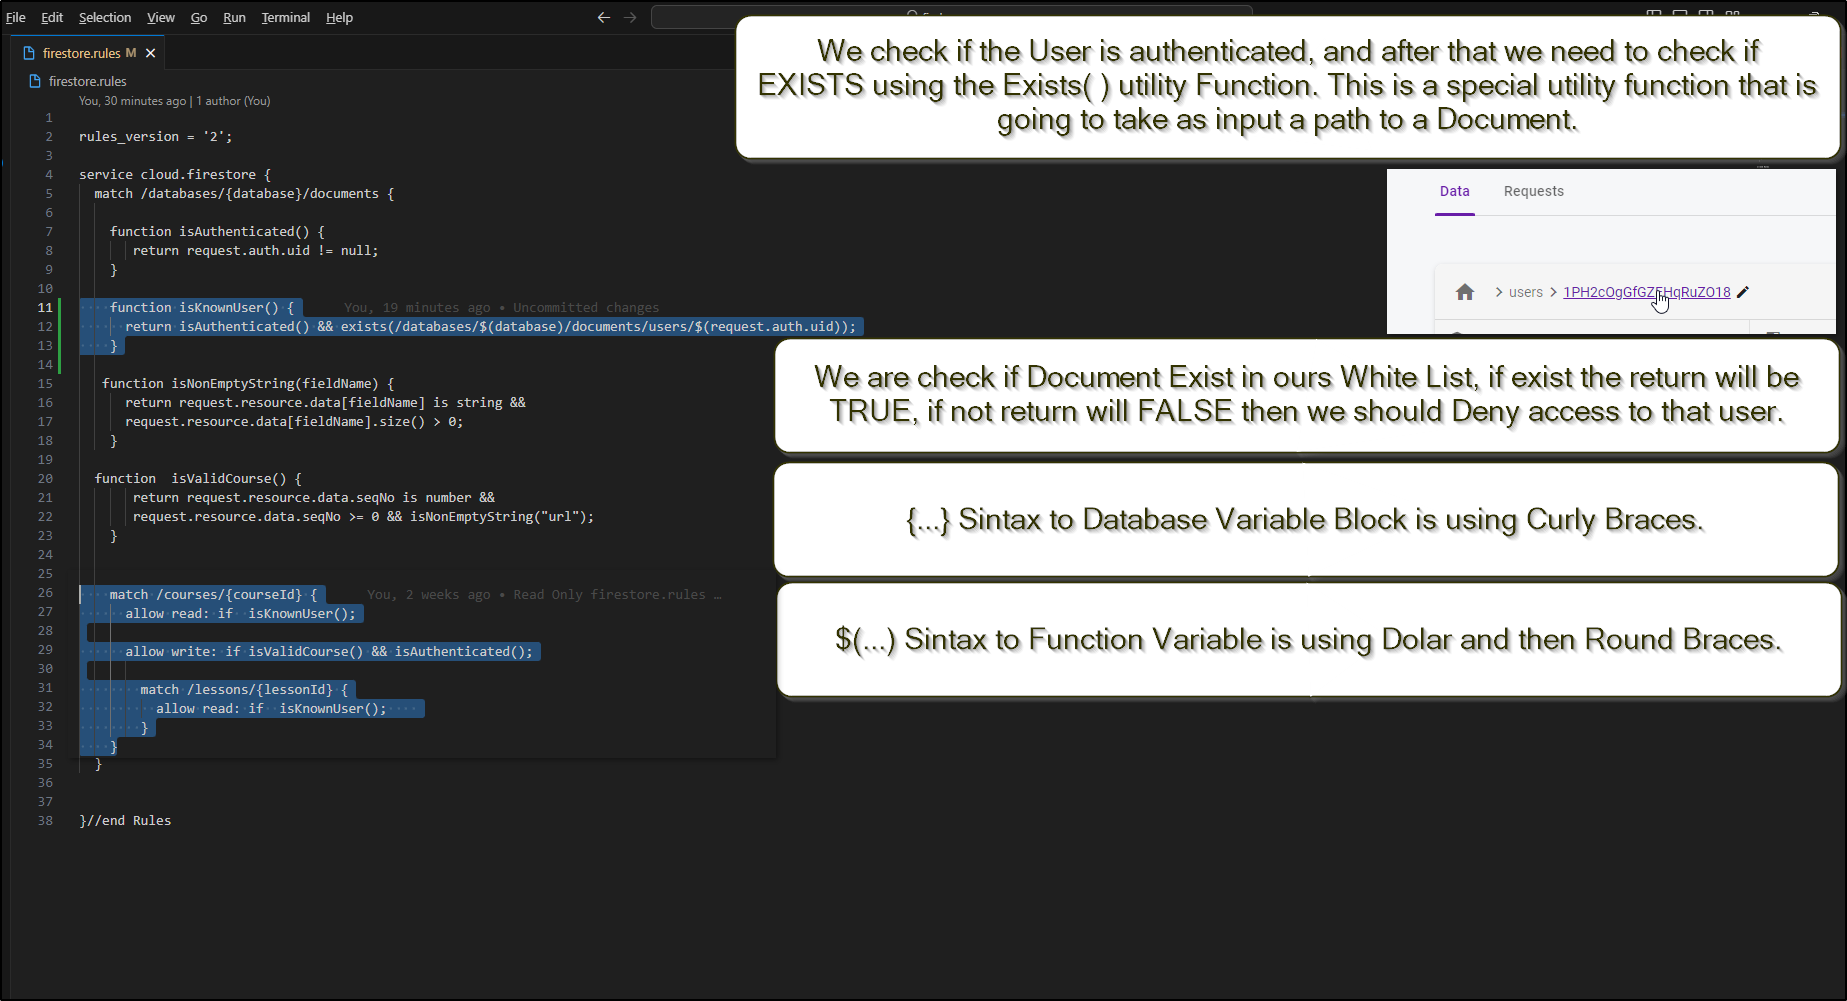 File Edit Selection View Go Run Terminal Help
firestore.rules M
firestore.rules
You, 30 minutes ago | 1 author (You)
1
2 rules_version = '2';
3
4 service cloud.firestore {
5 match /databases/{database}/documents {
6
7 function isAuthenticated() {
8 return request.auth.uid != null;
9 }
10
11 function isKnownUser() { You, 19 minutes ago • Uncommitted changes
12 return isAuthenticated() && exists(/databases/$(database)/documents/users/$(request.auth.uid));
13 }
14
15 function isNonEmptyString(fieldName) {
16 return request.resource.data[fieldName] is string &&
17 request.resource.data[fieldName].size() > 0;
18 }
19
20 function  isValidCourse() {
21 return request.resource.data.seqNo is number &&
22 request.resource.data.seqNo >= 0 && isNonEmptyString("url");
23 }
24
25
26 match /courses/{courseId} { You, 2 weeks ago • Read Only firestore.rules …
27 allow read: if  isKnownUser();
28
29 allow write: if isValidCourse() && isAuthenticated();
30
31 match /lessons/{lessonId} {
32 allow read: if  isKnownUser();
33 }
34 }
35 }
36
37
38 }//end Rules
We check if the User is authenticated, and after that we need to check if
EXISTS using the Exists( ) utility Function. This is a special utility function that is
going to take as input a path to a Document.
Data Requests
users 
We are check if Document Exist in ours White List, if exist the return will be
TRUE, if not return will FALSE then we should Deny access to that user.
{...} Sintax to Database Variable Block is using Curly Braces.
$(...) Sintax to Function Variable is using Dolar and then Round Braces.